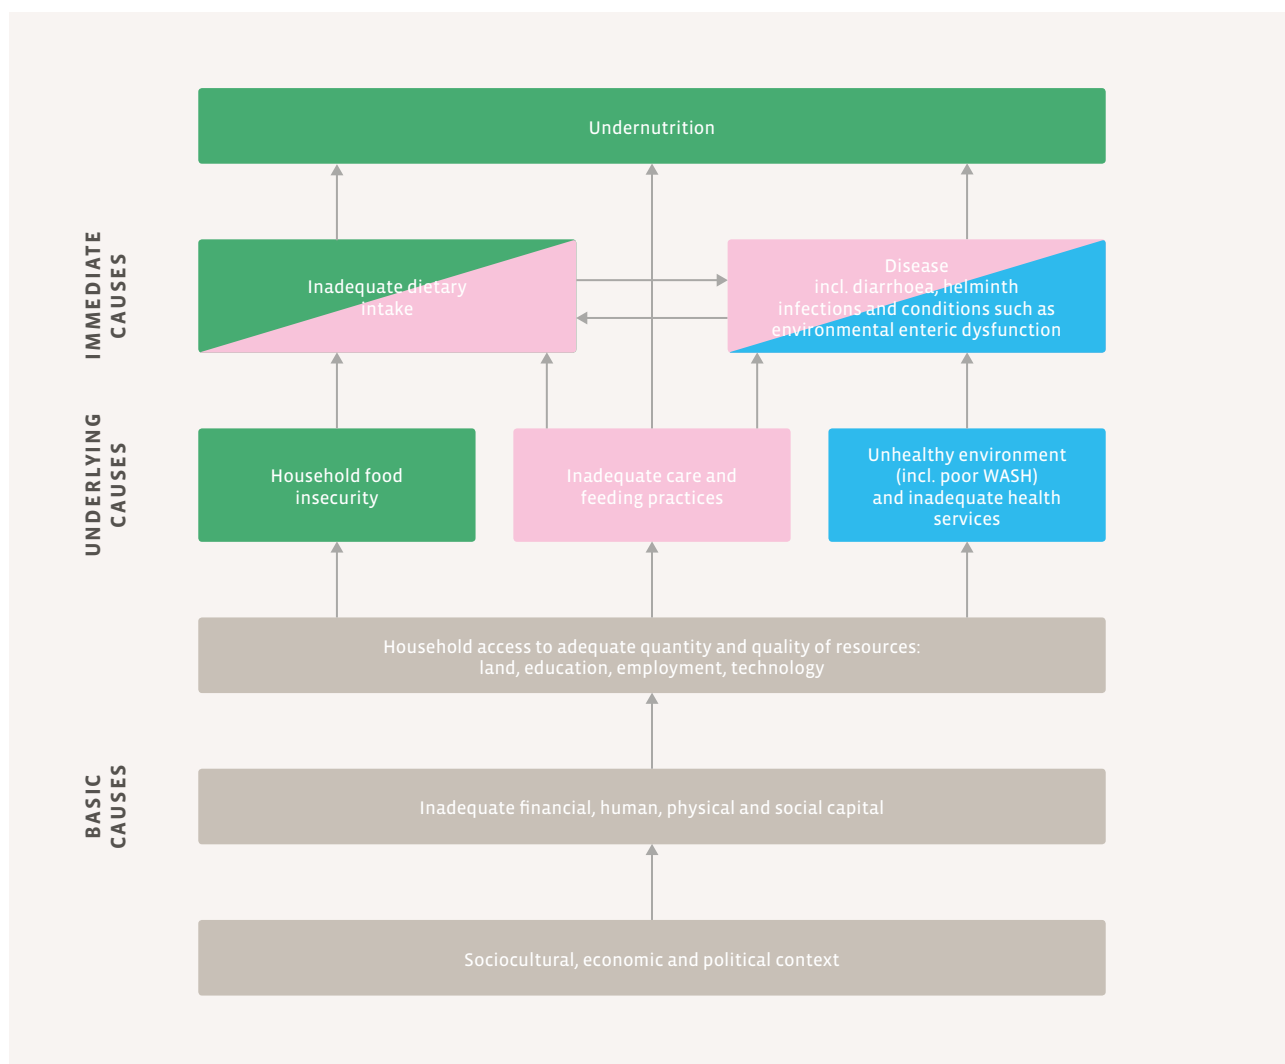 Undernutrition
IMMEDIATE
CAUSES
Inadequate dietary
intake
Disease
incl. diarrhoea, helminth
infections and conditions such as
environmental enteric dysfunction
UNDERLYING
CAUSES
Household food
insecurity
Inadequate care and
feeding practices
Unhealthy environment
(incl. poor WASH)
and inadequate health
services
Household access to adequate quantity and quality of resources:
land, education, employment, technology
BASIC
CAUSES
Inadequate financial, human, physical and social capital
Sociocultural, economic and political context